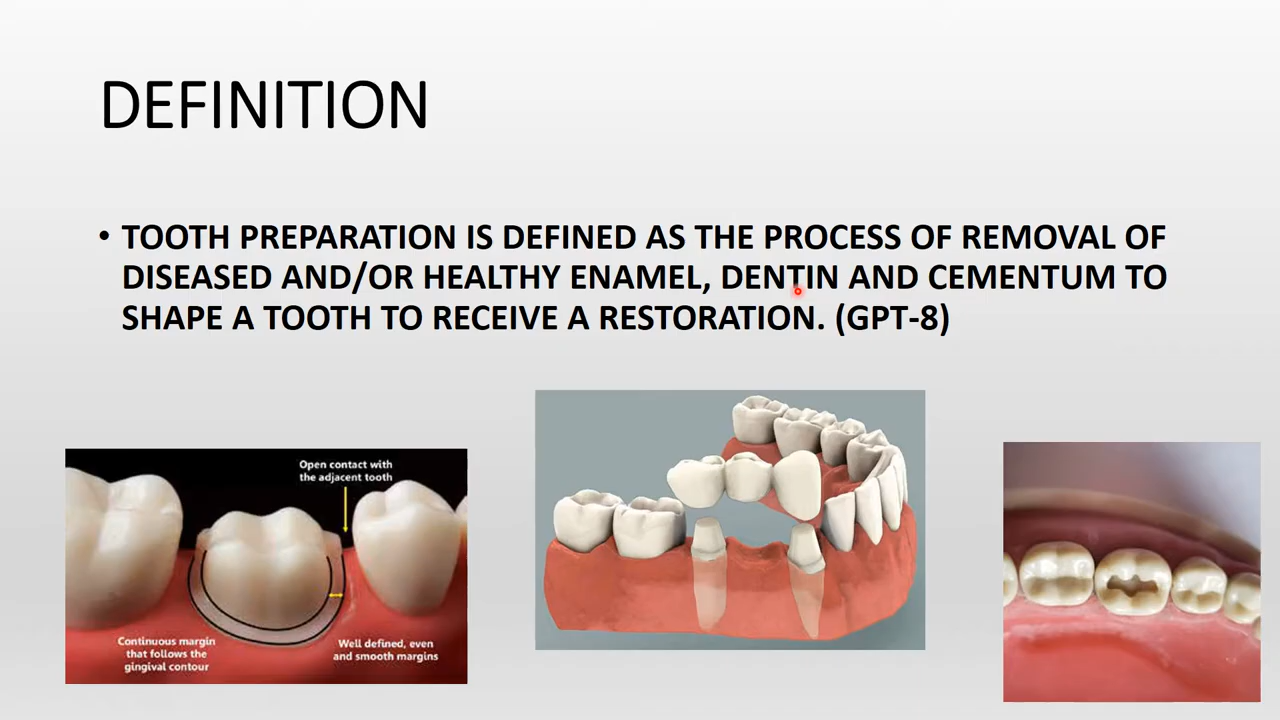 DEFINITION
• TOOTH PREPARATION IS DEFINED AS THE PROCESS OF REMOVAL OF
DISEASED AND/OR HEALTHY ENAMEL, DENTIN AND CEMENTUM TO
SHAPE A TOOTH TO RECEIVE A RESTORATION. (GPT-8)
Open contact with
the adjacent tooth
Continuous margin
that follows the
gingival contour
Well defined, even
and smooth margins